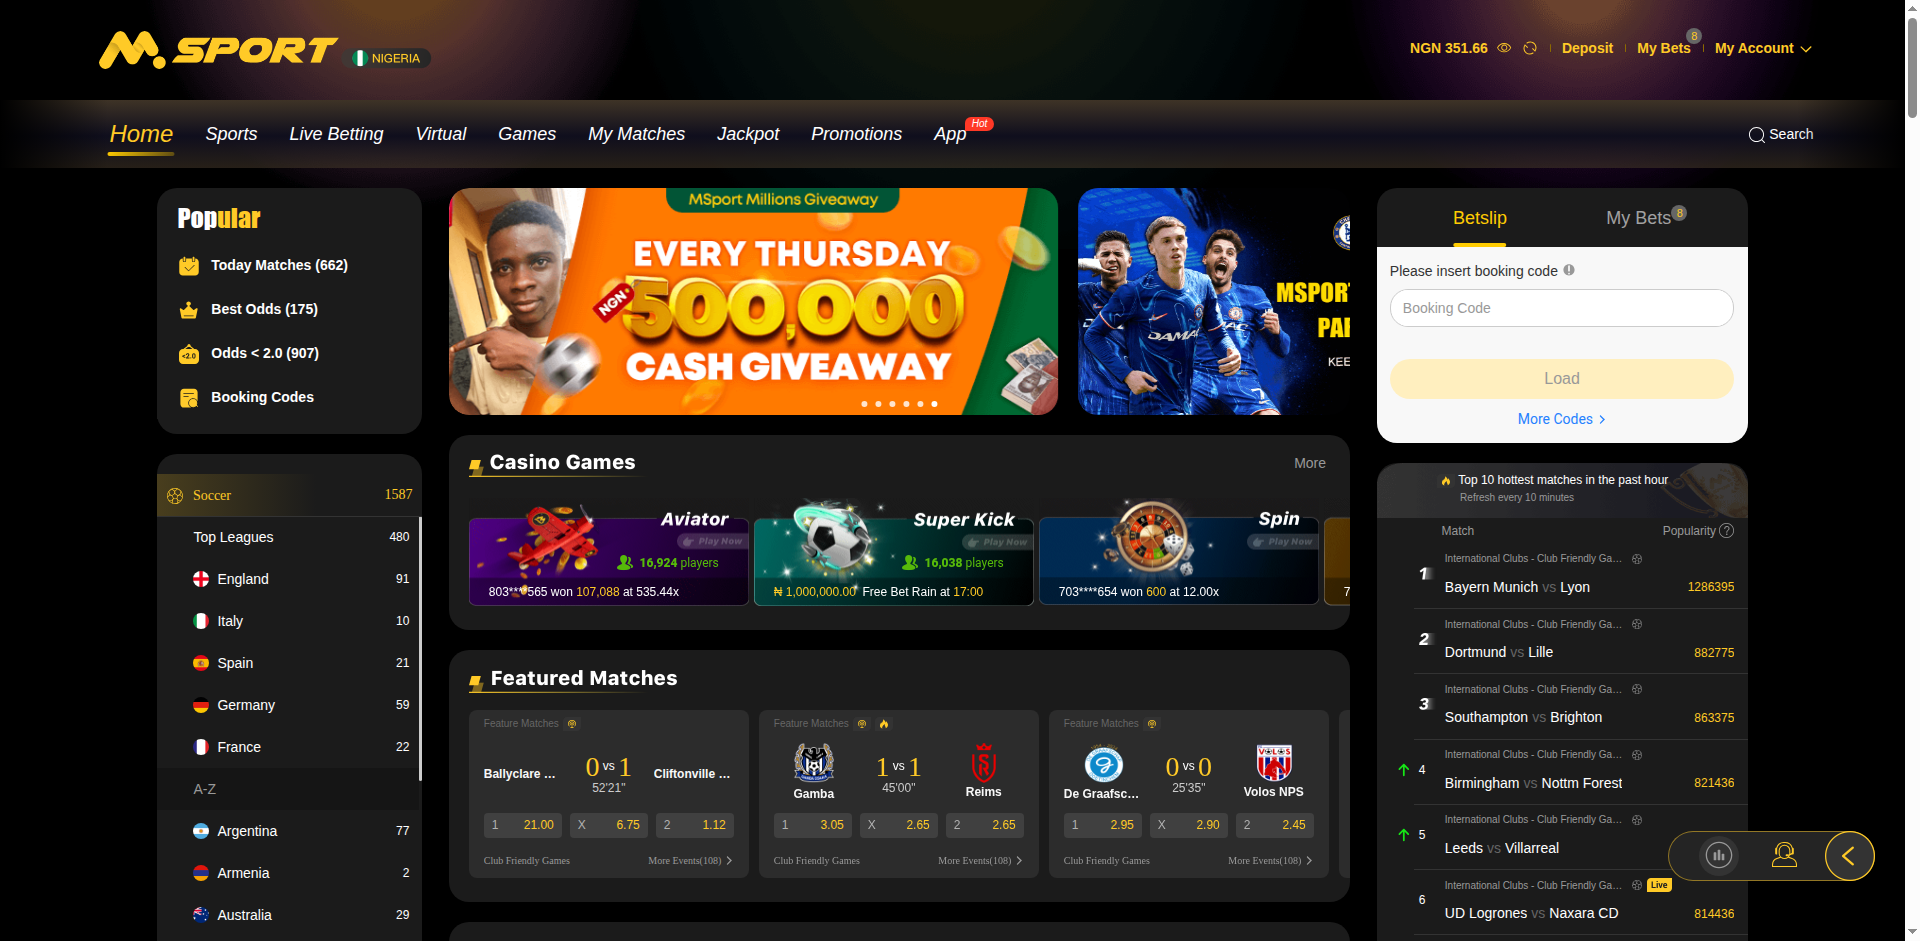 M.SPORT
NIGERIA
NGN 351.66
Deposit
My Bets
8
My Account
Home
Sports
Live Betting
Virtual
Games
My Matches
Jackpot
Promotions
App
Hot
Search
Popular
Today Matches (662)
Best Odds (175)
Odds < 2.0 (907)
<2.0
Booking Codes
Soccer 1587
Top Leagues 480
England 91
Italy 10
Spain 21
Germany 59
France 22
A-Z
Argentina 77
Armenia 2
Australia 29
MSport Millions Giveaway
EVERY THURSDAY
NGN
500,000
CASH GIVEAWAY
MSPORT
PAR
KEE
Casino Games
More
Aviator
Play Now
16,924 players
803***565 won 107,088 at 535.44x
Super Kick
Play Now
16,038 players
₦ 1,000,000.00 Free Bet Rain at 17:00
Spin
Play Now
703***654 won 600 at 12.00x
7
Featured Matches
Feature Matches
Ballyclare ...
0 vs 1
52'21"
Cliftonville ...
1 21.00
X 6.75
2 1.12
Club Friendly Games
More Events(108)
Feature Matches
Gamba
1 vs 1
45'00"
Reims
1 3.05
X 2.65
2 2.65
Club Friendly Games
More Events(108)
Feature Matches
De Graafsc...
0 vs 0
25'35"
VOLOS
Volos NPS
1 2.95
X 2.90
2 2.45
Club Friendly Games
More Events(108)
Betslip
My Bets
8
Please insert booking code
Booking Code
Load
More Codes
Top 10 hottest matches in the past hour
Refresh every 10 minutes
Match
Popularity ?
International Clubs - Club Friendly Ga...
1
Bayern Munich vs Lyon 1286395
International Clubs - Club Friendly Ga...
2
Dortmund vs Lille 882775
International Clubs - Club Friendly Ga...
3
Southampton vs Brighton 863375
International Clubs - Club Friendly Ga...
4
Birmingham vs Nottm Forest 821436
International Clubs - Club Friendly Ga...
5
Leeds vs Villarreal
International Clubs - Club Friendly Ga...
Live
6
UD Logrones vs Naxara CD 814436